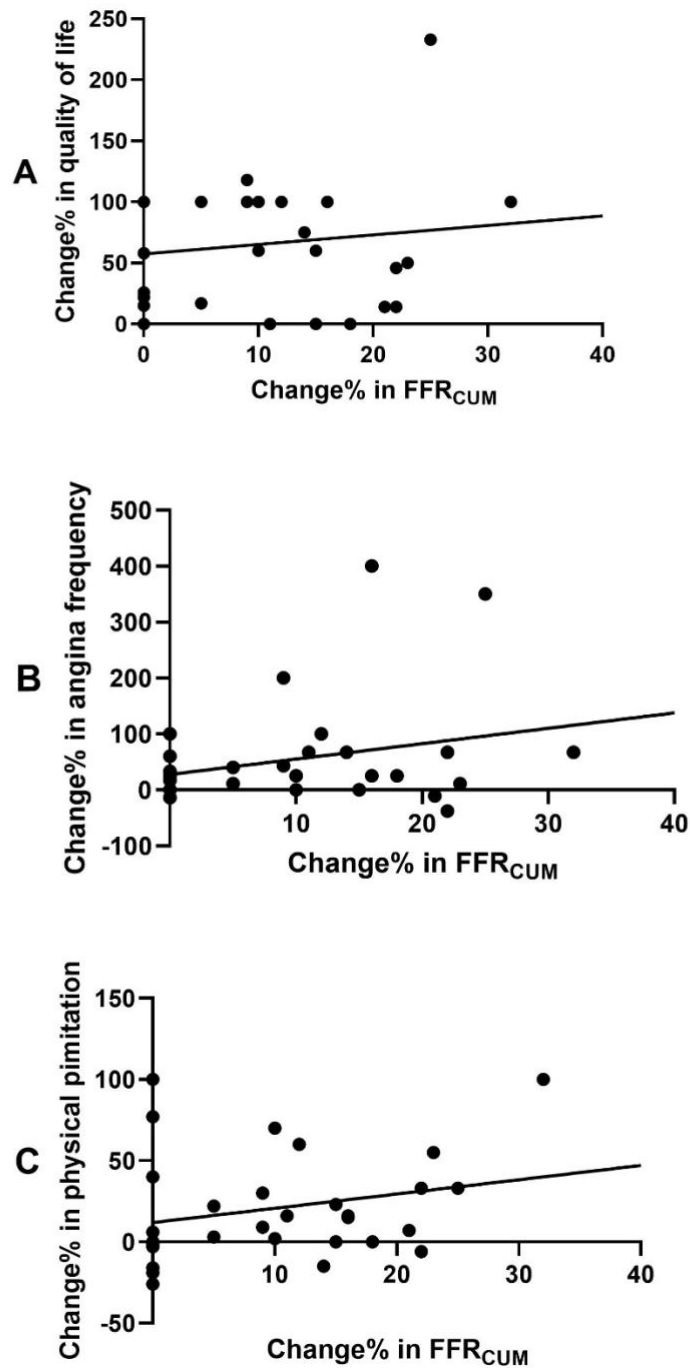 A
Change% in quality of life
250
200
150
100
50
0
0 10 20 30 40
Change% in FFRCUM
B
Change% in angina frequency
500
400
300
200
100
0
-100
10 20 30 40
Change% in FFRCUM
C
Change% in physical pimitation
150
100
50
0
-50
10 20 30 40
Change% in FFRCUM